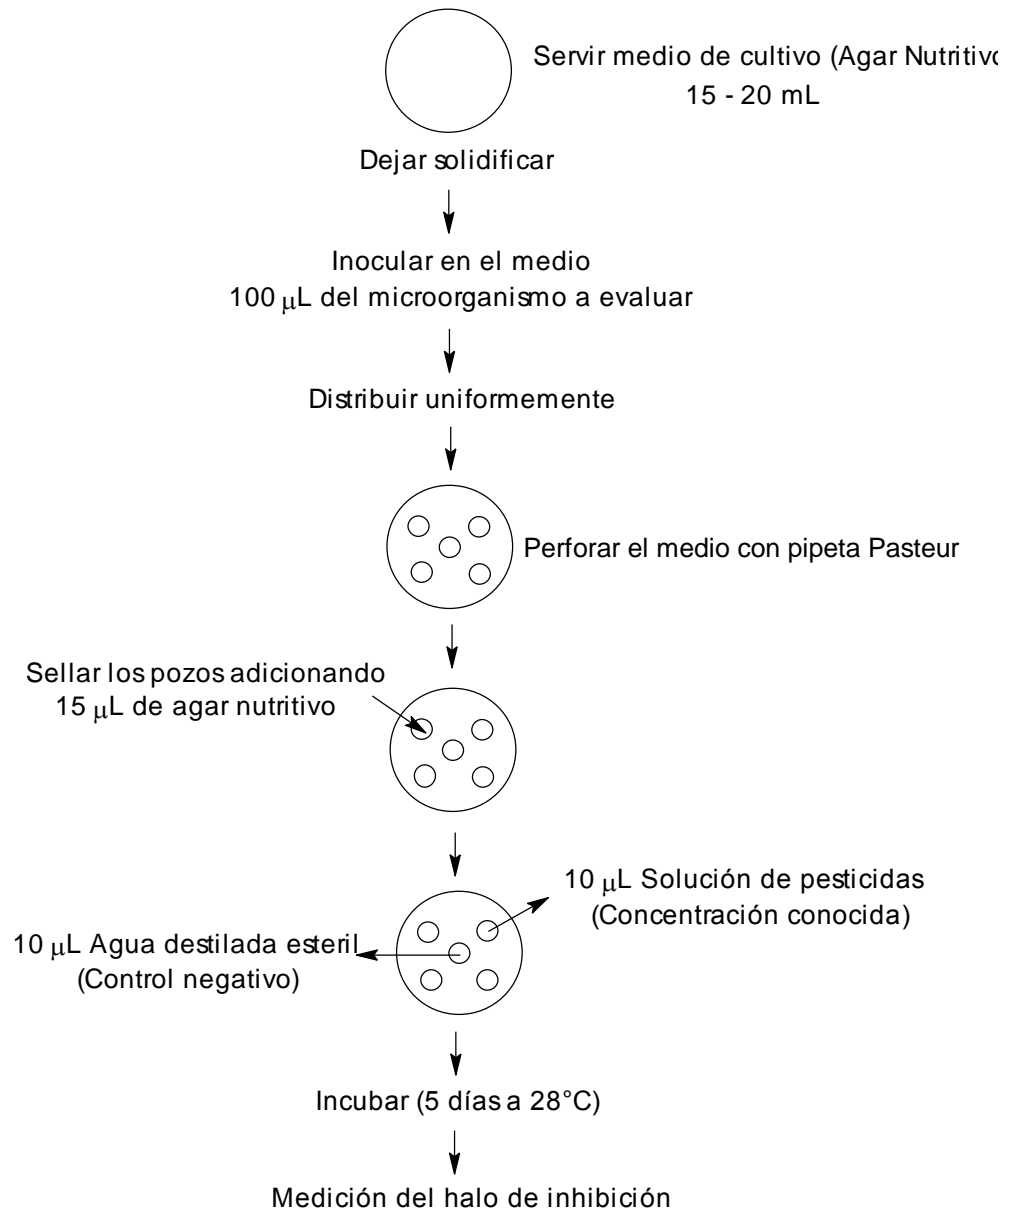 Servir medio de cultivo (Agar Nutritivo
15 - 20 mL
Dejar solidificar
Inocular en el medio
100 μL del microorganismo a evaluar
Distribuir uniformemente
Perforar el medio con pipeta Pasteur
Sellar los pozos adicionando
15 μL de agar nutritivo
10 μL Solución de pesticidas
(Concentración conocida)
10 μL Agua destilada esteril
(Control negativo)
Incubar (5 días a 28°C)
Medición del halo de inhibición